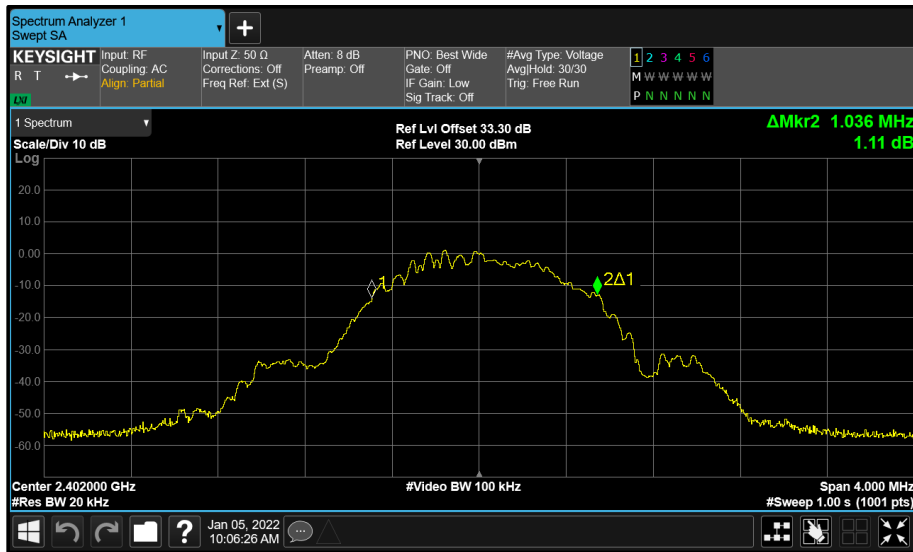 Spectrum Analyzer 1
Swept SA
+
KEYSIGHT
R T
LXI
Input: RF
Coupling: AC
Align: Partial
Input Z: 50 Ω
Corrections: Off
Freq Ref: Ext (S)
Atten: 8 dB
Preamp: Off
PNO: Best Wide
Gate: Off
IF Gain: Low
Sig Track: Off
#Avg Type: Voltage
Avg|Hold: 30/30
Trig: Free Run
1 2 3 4 5 6
M W W W W W
P N N N N N
1 Spectrum
Scale/Div 10 dB
Log
Ref Lvl Offset 33.30 dB
Ref Level 30.00 dBm
ΔMkr2 1.036 MHz
1.11 dB
20.0
10.0
0.00
-10.0
-20.0
-30.0
-40.0
-50.0
-60.0
1
2Δ1
Center 2.402000 GHz
#Res BW 20 kHz
#Video BW 100 kHz
Span 4.000 MHz
#Sweep 1.00 s (1001 pts)
?
Jan 05, 2022
10:06:26 AM